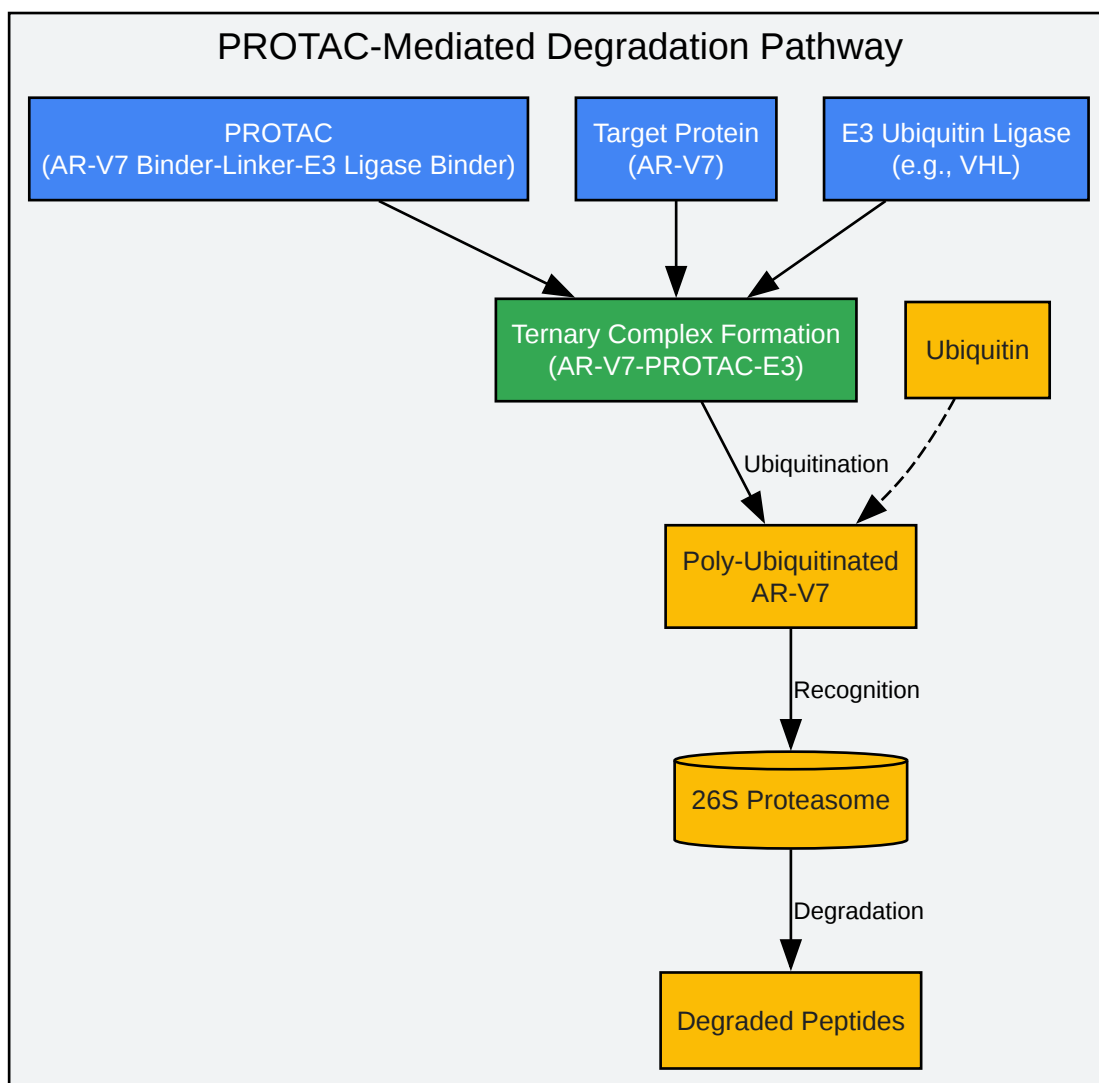 PROTAC-Mediated Degradation Pathway
PROTAC
(AR-V7 Binder-Linker-E3 Ligase Binder)
Target Protein
(AR-V7)
E3 Ubiquitin Ligase
(e.g., VHL)
Ternary Complex Formation
(AR-V7-PROTAC-E3)
Ubiquitin
Ubiquitination
Poly-Ubiquitinated
AR-V7
Recognition
26S Proteasome
Degradation
Degraded Peptides